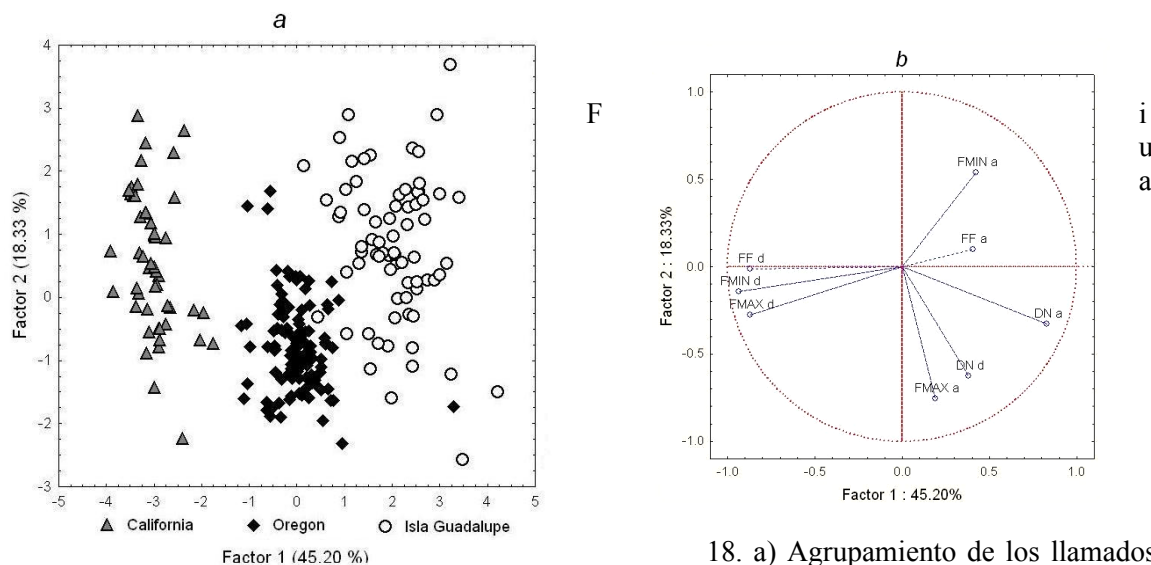 a
4
3
2
1
0
-1
-2
-3
Factor 2 (18.33 %)
-5 -4 -3 -2 -1 0 1 2 3 4 5
California Oregon Isla Guadalupe
Factor 1 (45.20 %)
F
b
1.0
0.5
0.0
-0.5
-1.0
Factor 2 : 18.33%
FMIN a
FF a
FF d
FMIN d
FMAX d
DN a
DN d
FMAX a
-1.0 -0.5 0.0 0.5 1.0
Factor 1 : 45.20%
i
u
a
18. a) Agrupamiento de los llamados